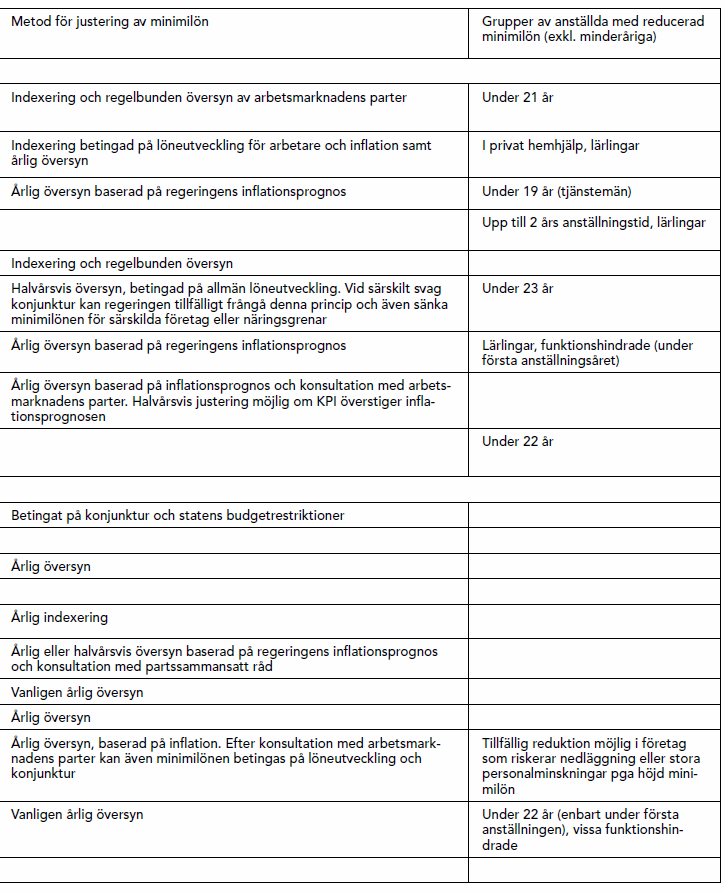 Metod för justering av minimilön
Grupper av anställda med reducerad
minimilön (exkl. minderåriga)
Indexering och regelbunden översyn av arbetsmarknadens parter
Under 21 år
Indexering betingad på löneutveckling för arbetare och inflation samt
årlig översyn
I privat hemhjälp, lärlingar
Årlig översyn baserad på regeringens inflationsprognos
Under 19 år (tjänstemän)
Upp till 2 års anställningstid, lärlingar
Indexering och regelbunden översyn
Halvårsvis översyn, betingad på allmän löneutveckling. Vid särskilt svag
konjunktur kan regeringen tillfälligt frångå denna princip och även sänka
minimilönen för särskilda företag eller näringsgrenar
Under 23 år
Årlig översyn baserad på regeringens inflationsprognos
Lärlingar, funktionshindrade (under
första anställningsåret)
Årlig översyn baserad på inflationsprognos och konsultation med arbets-
marknadens parter. Halvårsvis justering möjlig om KPI överstiger infla-
tionsprognosen
Under 22 år
Betingat på konjunktur och statens budgetrestriktioner
Årlig översyn
Årlig indexering
Årlig eller halvårsvis översyn baserad på regeringens inflationsprognos
och konsultation med partssammansatt råd
Vanligen årlig översyn
Årlig översyn
Årlig översyn, baserad på inflation. Efter konsultation med arbetsmark-
nadens parter kan även minimilönen betingas på löneutveckling och
konjunktur
Tillfällig reduktion möjlig i företag
som riskerar nedläggning eller stora
personalminskningar pga höjd mini-
milön
Vanligen årlig översyn
Under 22 år (enbart under första
anställningen), vissa funktionshin-
drade